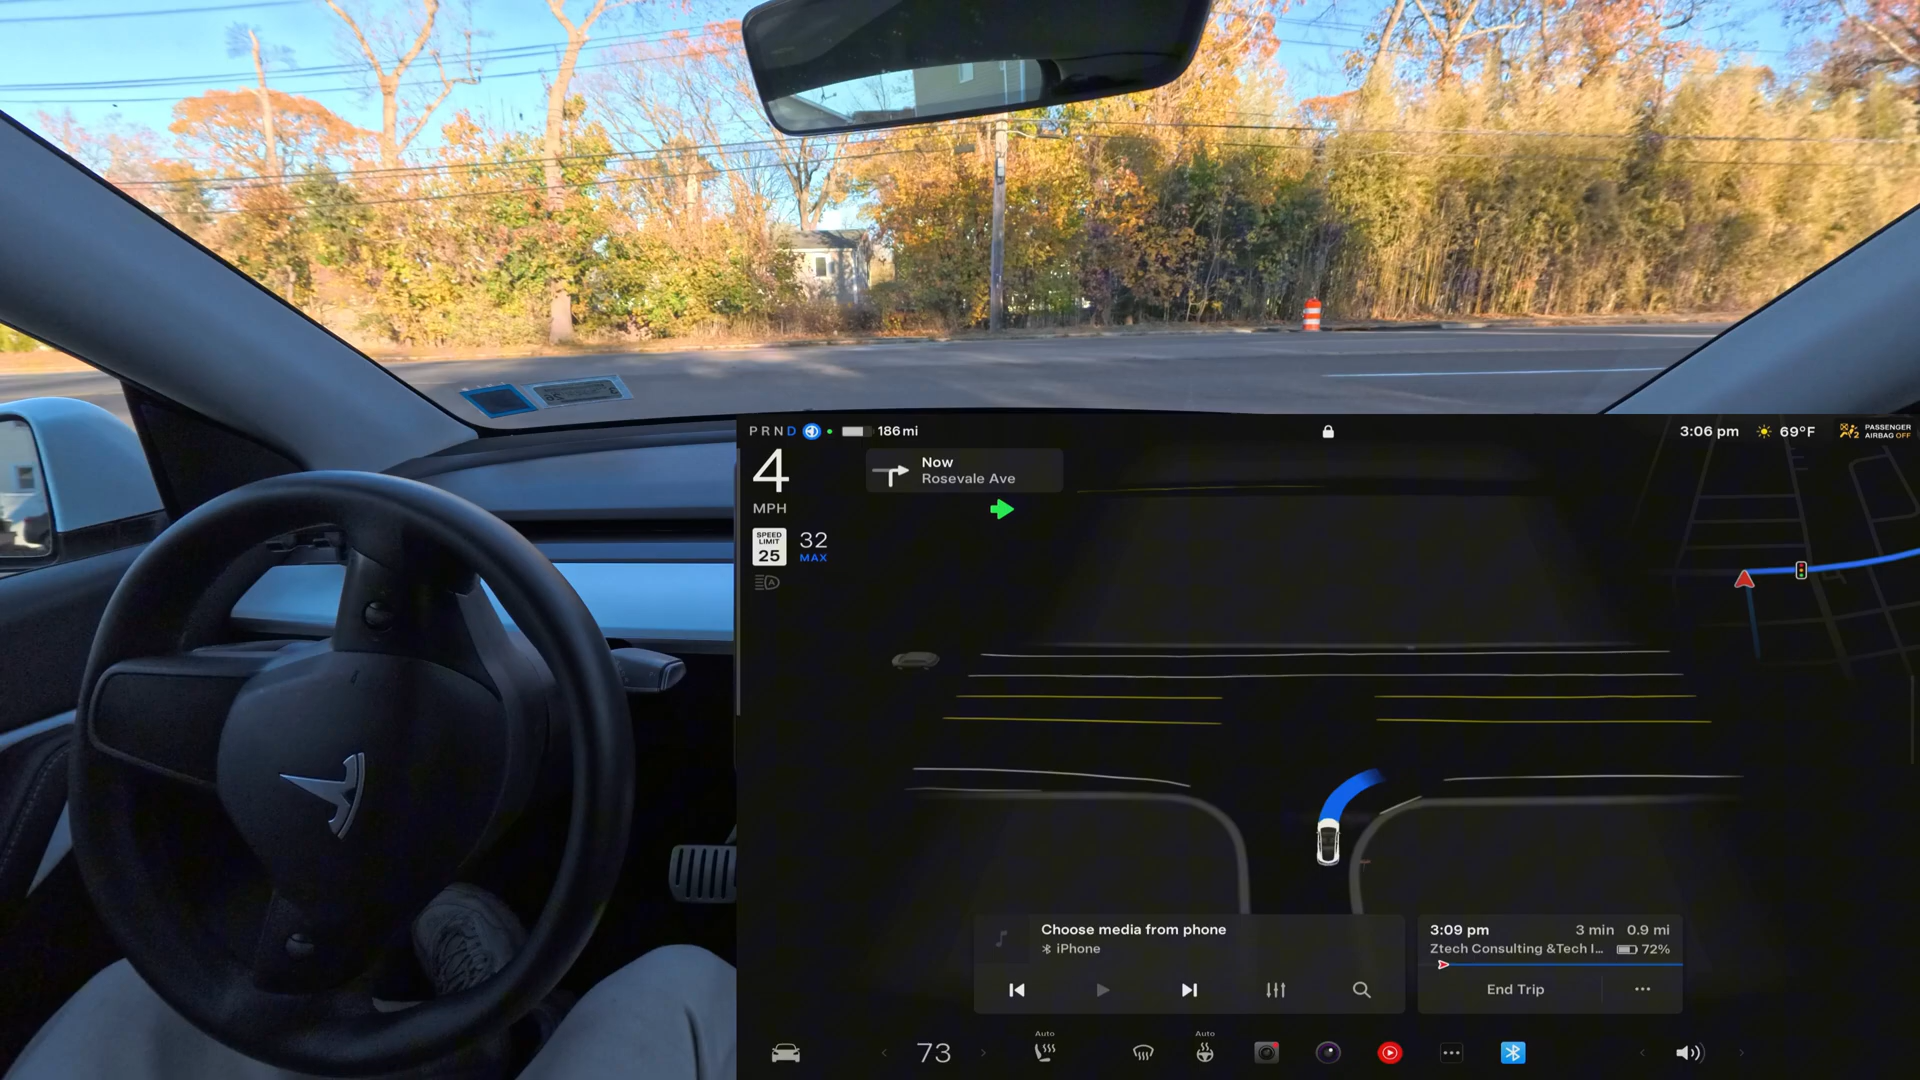 P R N D
186 mi
3:06 pm
69°F
PASSENGER
AIRBAG OFF
4
MPH
Now
Rosevale Ave
SPEED
LIMIT
25
32
MAX
A
Choose media from phone
iPhone
3:09 pm
3 min 0.9 mi
Ztech Consulting &Tech I...
72%
End Trip
Auto
Auto
73